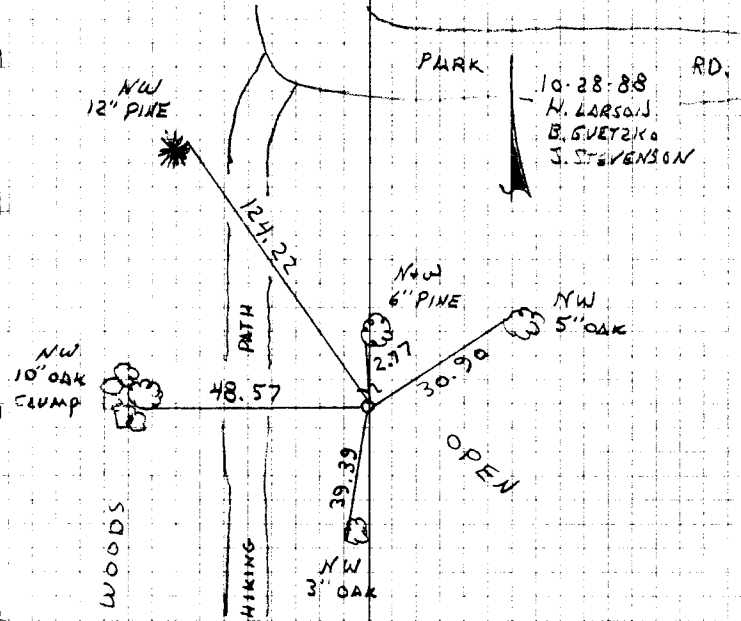 PARK RD.
10-28-88
H. LARSON
B. GUETZKO
J. STEVENSON
NW
12" PINE
124.22
N&W
6" PINE
2.97
NW
5" OAK
30.90
PATH
NW
10" OAK
CLUMP
48.57
39.39
OPEN
NW
3" OAK
WOODS
HIKING